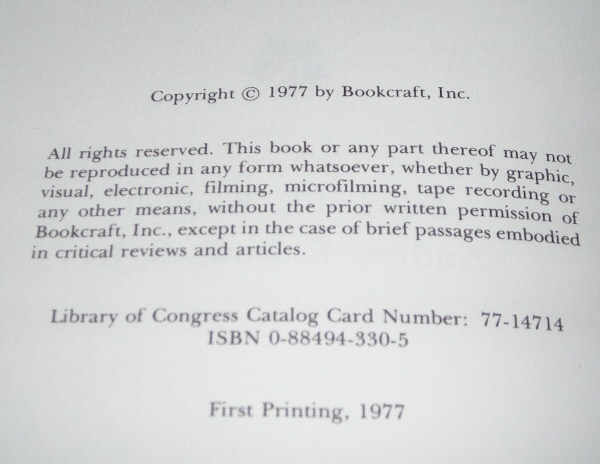 Copyright © 1977 by Bookcraft, Inc.
All rights reserved. This book or any part thereof may not
be reproduced in any form whatsoever, whether by graphic,
visual, electronic, filming, microfilming, tape recording or
any other means, without the prior written permission of
Bookcraft, Inc., except in the case of brief passages embodied
in critical reviews and articles.
Library of Congress Catalog Card Number: 77-14714
ISBN 0-88494-330-5
First Printing, 1977